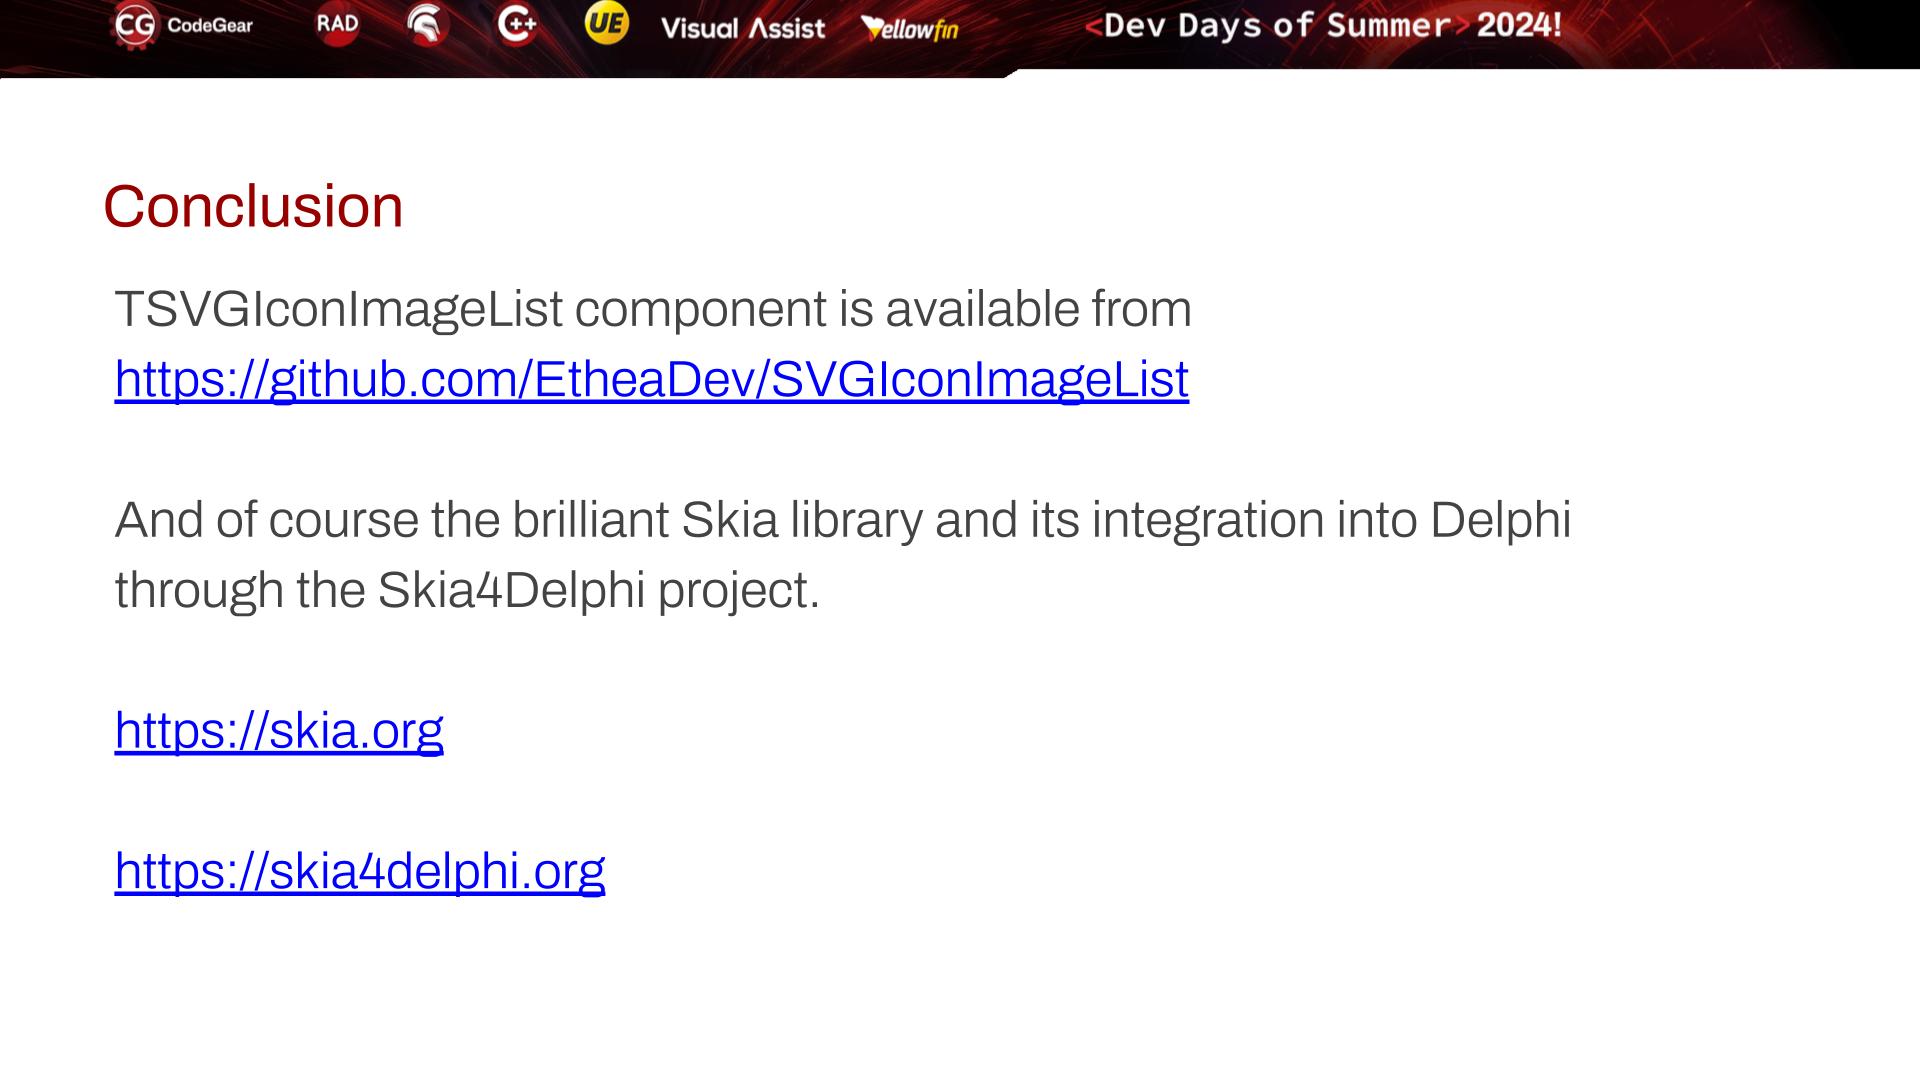 CG CodeGear RAD C++ UE Visual Assist Yellowfin <Dev Days of Summer> 2024!
Conclusion
TSVGIconImageList component is available from
https://github.com/EtheaDev/SVGIconImageList
And of course the brilliant Skia library and its integration into Delphi
through the Skia4Delphi project.
https://skia.org
https://skia4delphi.org